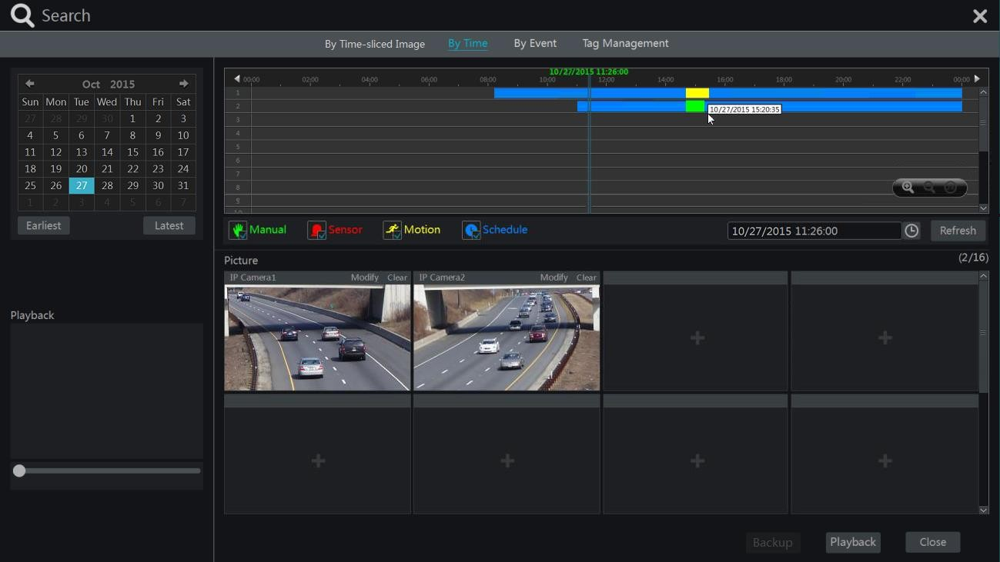 Search
By Time-sliced Image By Time By Event Tag Management
Oct 2015
Sun Mon Tue Wed Thu Fri Sat
27 28 29 30 1 2 3
4 5 6 7 8 9 10
11 12 13 14 15 16 17
18 19 20 21 22 23 24
25 26 27 28 29 30 31
1 2 3 4 5 6 7
Earliest Latest
Playback
10/27/2015 11:26:00
00:00 02:00 04:00 06:00 08:00 10:00 12:00 14:00 16:00 18:00 20:00 22:00 00:00
1
2
10/27/2015 15:20:35
3
4
5
6
7
8
9
10
Manual Sensor Motion Schedule
10/27/2015 11:26:00 Refresh
Picture (2/16)
IP Camera1 Modify Clear IP Camera2 Modify Clear
Backup Playback Close